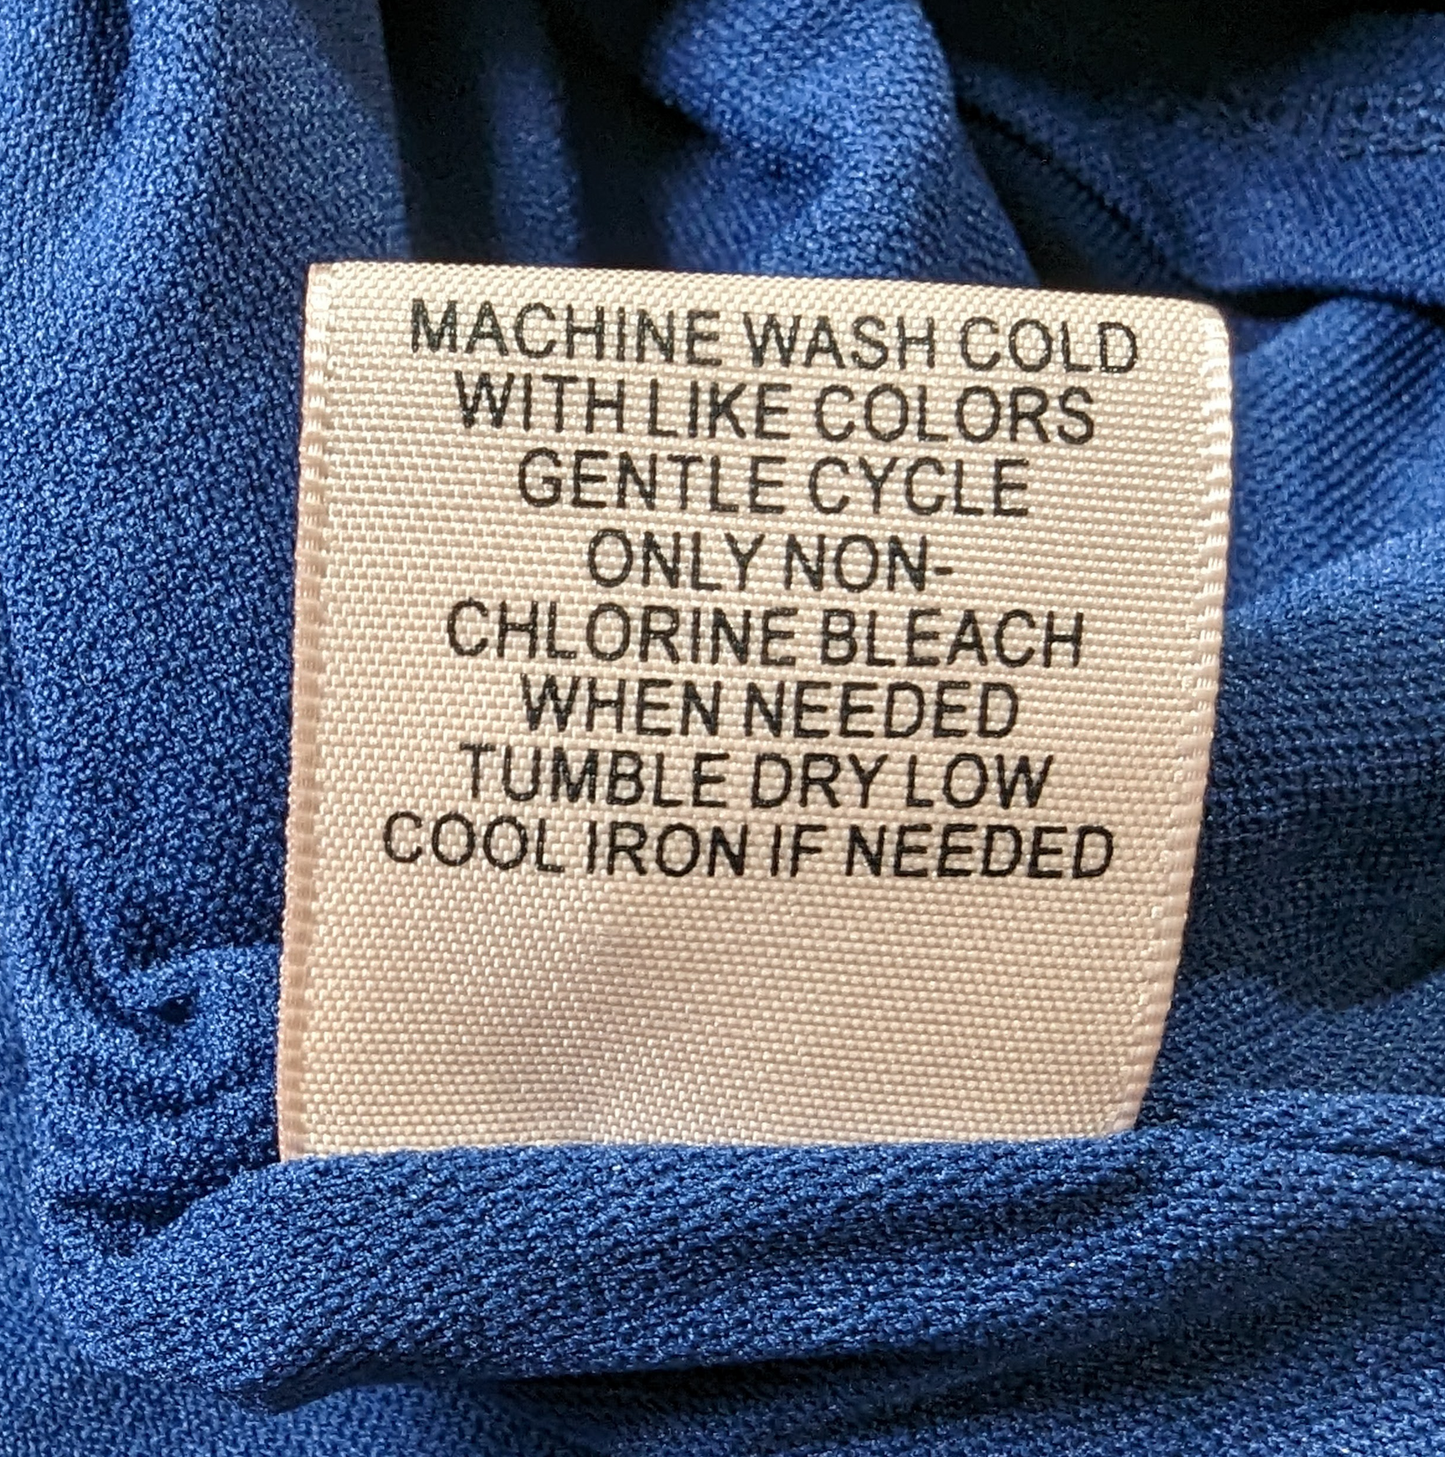 MACHINE WASH COLD
WITH LIKE COLORS
GENTLE CYCLE
ONLY NON-
CHLORINE BLEACH
WHEN NEEDED
TUMBLE DRY LOW
COOL IRON IF NEEDED